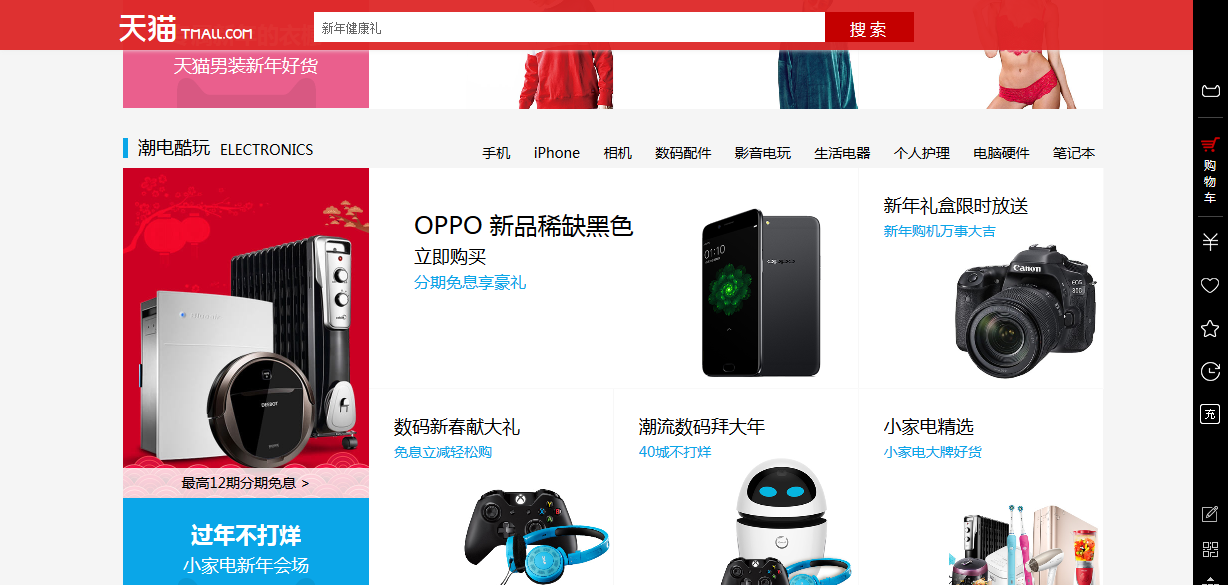 天猫 TMALL.COM
新年健康礼
搜索
天猫男装新年好货
潮电酷玩 ELECTRONICS
手机 iPhone 相机 数码配件 影音电玩 生活电器 个人护理 电脑硬件 笔记本
最高12期分期免息 >
过年不打烊
小家电新年会场
OPPO 新品稀缺黑色
立即购买
分期免息享豪礼
01:10
新年礼盒限时放送
新年购机万事大吉
Canon
EOS
80D
数码新春献大礼
免息立减轻松购
潮流数码拜大年
40城不打烊
小家电精选
小家电大牌好货
购物车
充